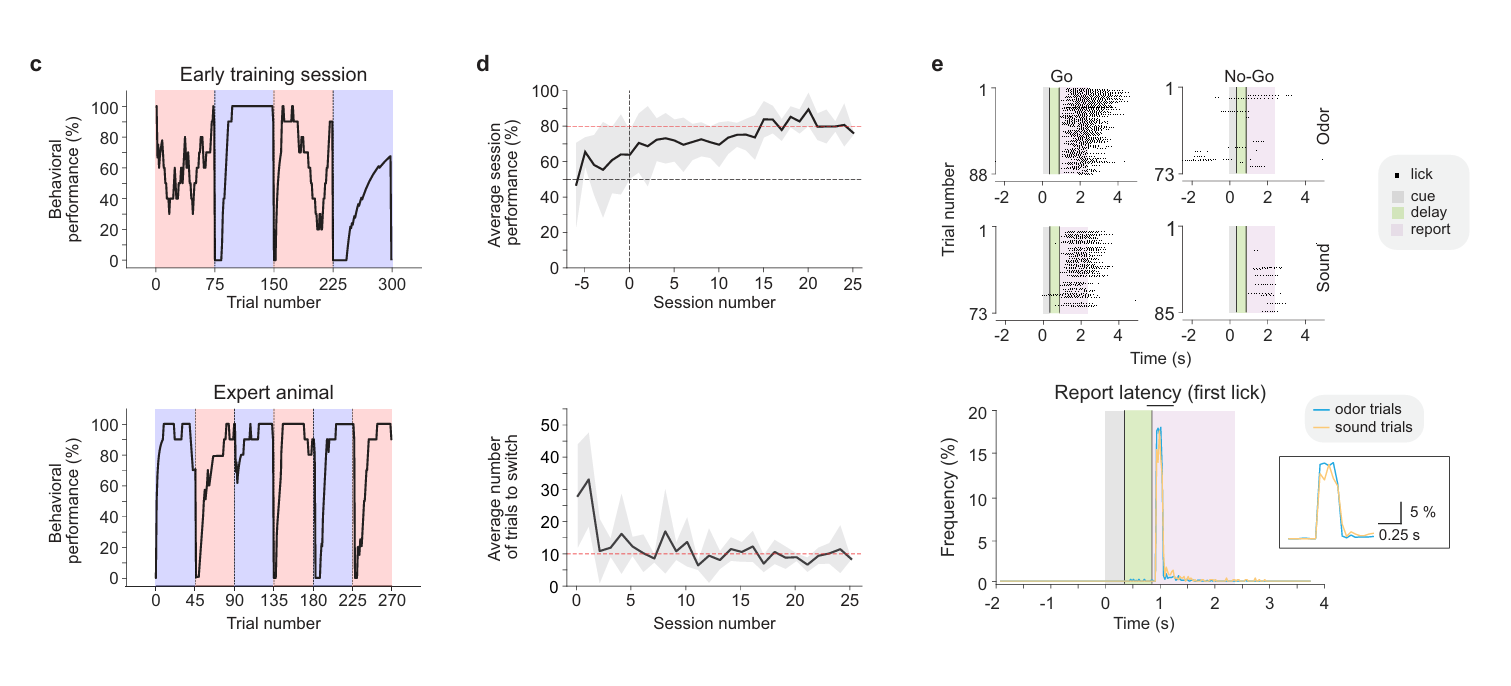 c
Early training session
Behavioral
performance (%)
100
80
60
40
20
0
0 75 150 225 300
Trial number
Expert animal
Behavioral
performance (%)
100
80
60
40
20
0
0 45 90 135 180 225 270
Trial number
d
Average session
performance (%)
100
80
60
40
20
0
-5 0 5 10 15 20 25
Session number
Average number
of trials to switch
50
40
30
20
10
0
0 5 10 15 20 25
Session number
e
Go
No-Go
Trial number
1
88
-2 0 2 4
1
73
-2 0 2 4
Odor
1
73
-2 0 2 4
1
85
-2 0 2 4
Sound
Time (s)
lick
cue
delay
report
Report latency (first lick)
Frequency (%)
20
15
10
5
0
-2 -1 0 1 2 3 4
Time (s)
odor trials
sound trials
5 %
0.25 s